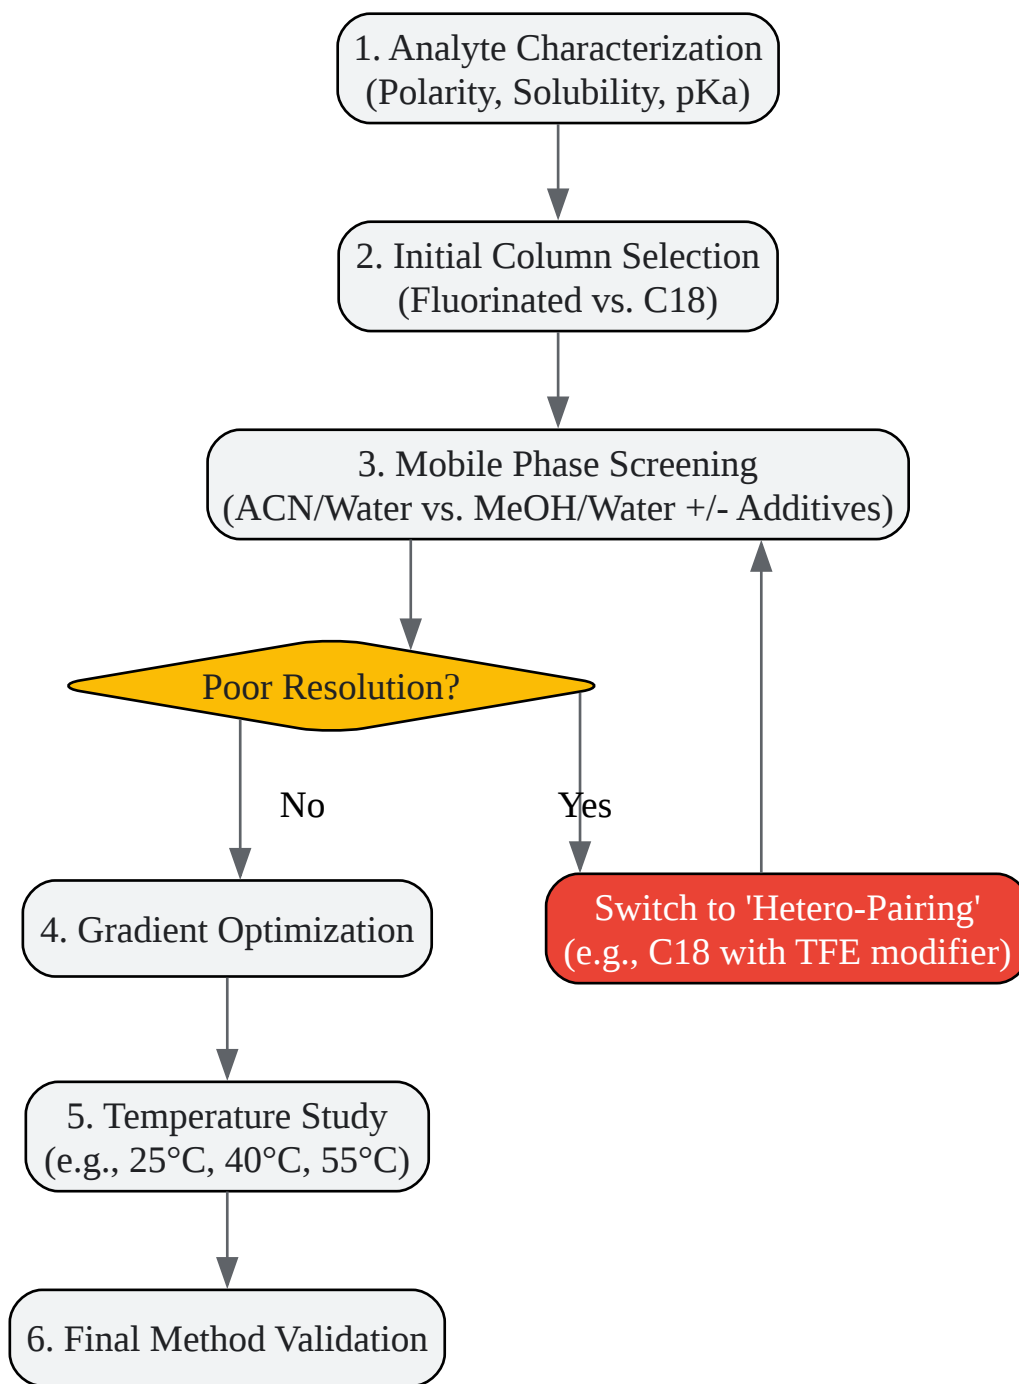 1. Analyte Characterization
(Polarity, Solubility, pKa)
2. Initial Column Selection
(Fluorinated vs. C18)
3. Mobile Phase Screening
(ACN/Water vs. MeOH/Water +/- Additives)
Poor Resolution?
No
Yes
4. Gradient Optimization
Switch to 'Hetero-Pairing'
(e.g., C18 with TFE modifier)
5. Temperature Study
(e.g., 25°C, 40°C, 55°C)
6. Final Method Validation